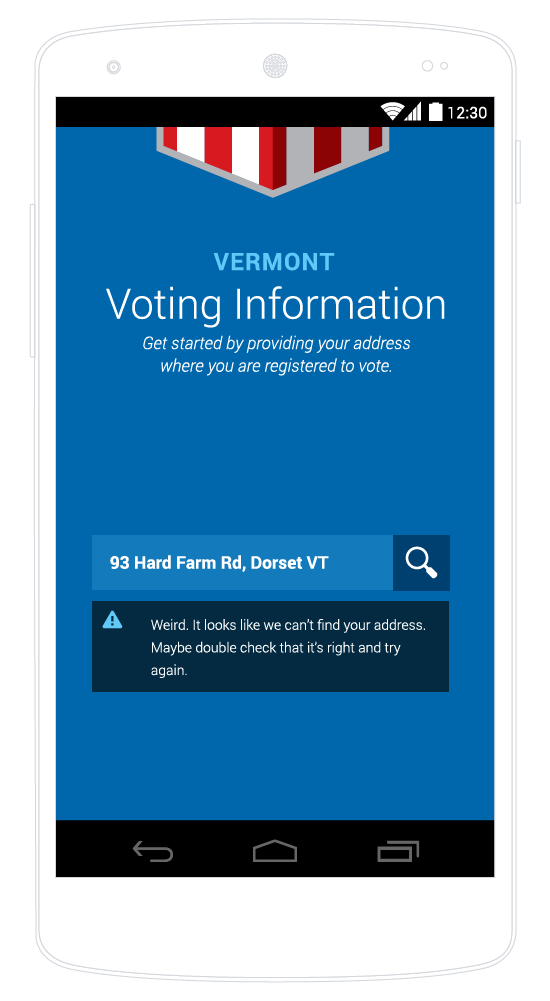 12:30
VERMONT
Voting Information
Get started by providing your address
where you are registered to vote.
93 Hard Farm Rd, Dorset VT
Weird. It looks like we can't find your address.
Maybe double check that it's right and try
again.